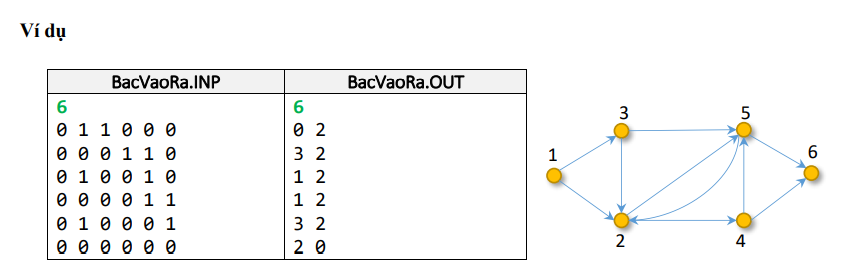 Ví dụ
BacVaoRa.INP BacVaoRa.OUT
6 6
0 1 1 0 0 0 0 2
0 0 0 1 1 0 3 2
0 1 0 0 1 0 1 2
0 0 0 0 1 1 1 2
0 1 0 0 0 1 3 2
0 0 0 0 0 0 2 0
3 5
1 6
2 4